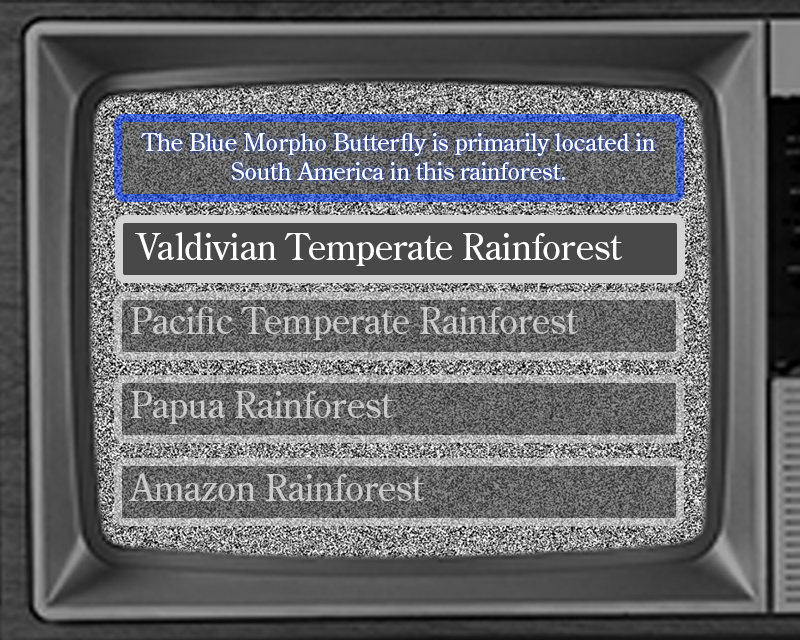 The Blue Morpho Butterfly is primarily located in
South America in this rainforest.
Valdivian Temperate Rainforest
Pacific Temperate Rainforest
Papua Rainforest
Amazon Rainforest